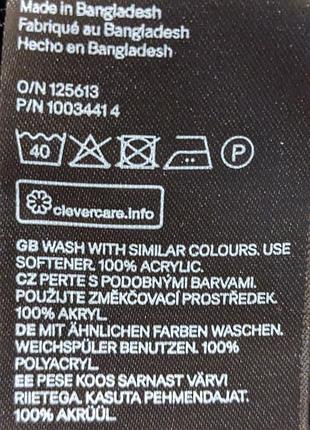 Made in Bangladesh
Fabriqué au Bangladesh
Hecho en Bangladesh
O/N 125613
P/N 1003441 4
40 P
clevercare.info
GB WASH WITH SIMILAR COLOURS. USE
SOFTENER. 100% ACRYLIC.
CZ PERTE S PODOBNÝMI BARVAMI.
POUŽIJTE ZMĚKČOVACÍ PROSTŘEDEK.
100% AKRYL.
DE MIT ÄHNLICHEN FARBEN WASCHEN.
WEICHSPÜLER BENUTZEN. 100%
POLYACRYL.
EE PESE KOOS SARNAST VÄRVI
RIIETEGA. KASUTA PEHMENDAJAT.
100% AKRÜÜL.